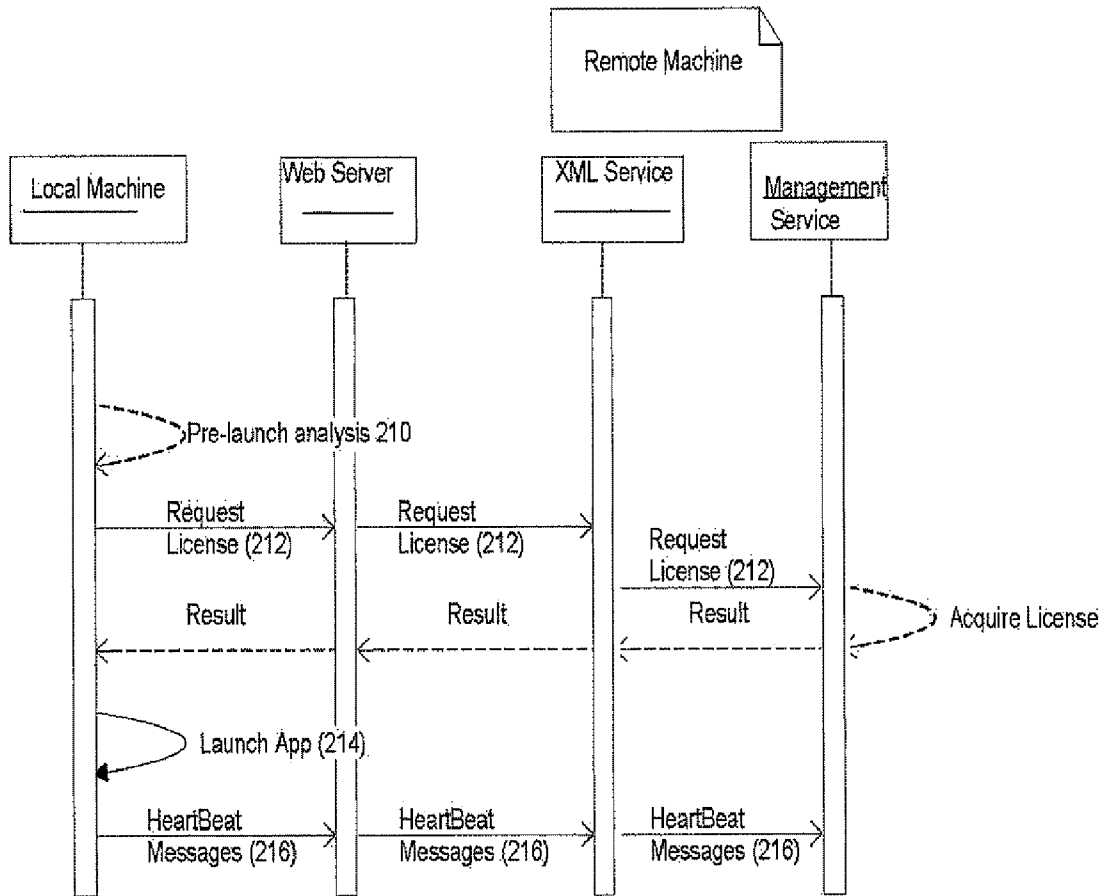 Remote Machine
Local Machine
Web Server
XML Service
Management
Service
Pre-launch analysis 210
Request
License (212)
Request
License (212)
Request
License (212)
Result
Result
Result
Acquire License
Launch App (214)
HeartBeat
Messages (216)
HeartBeat
Messages (216)
HeartBeat
Messages (216)